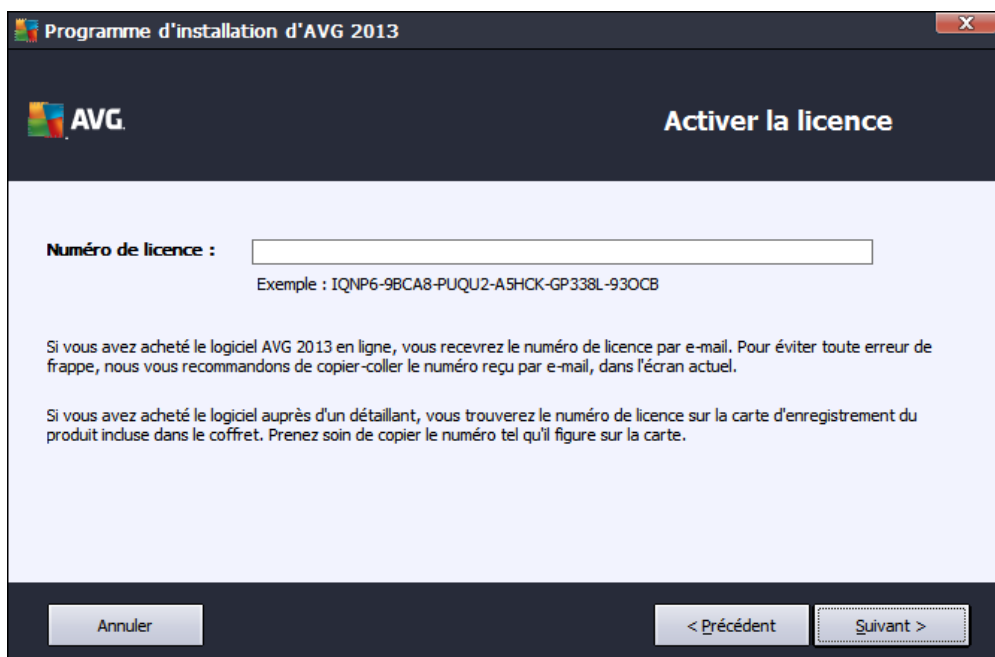 Programme d'installation d'AVG 2013
X
AVG.
Activer la licence
Numéro de licence :
Exemple : IQNP6-9BCA8-PUQU2-A5HCK-GP338L-93OCB
Si vous avez acheté le logiciel AVG 2013 en ligne, vous recevrez le numéro de licence par e-mail. Pour éviter toute erreur de
frappe, nous vous recommandons de copier-coller le numéro reçu par e-mail, dans l'écran actuel.
Si vous avez acheté le logiciel auprès d'un détaillant, vous trouverez le numéro de licence sur la carte d'enregistrement du
produit incluse dans le coffret. Prenez soin de copier le numéro tel qu'il figure sur la carte.
Annuler
< Précédent
Suivant >